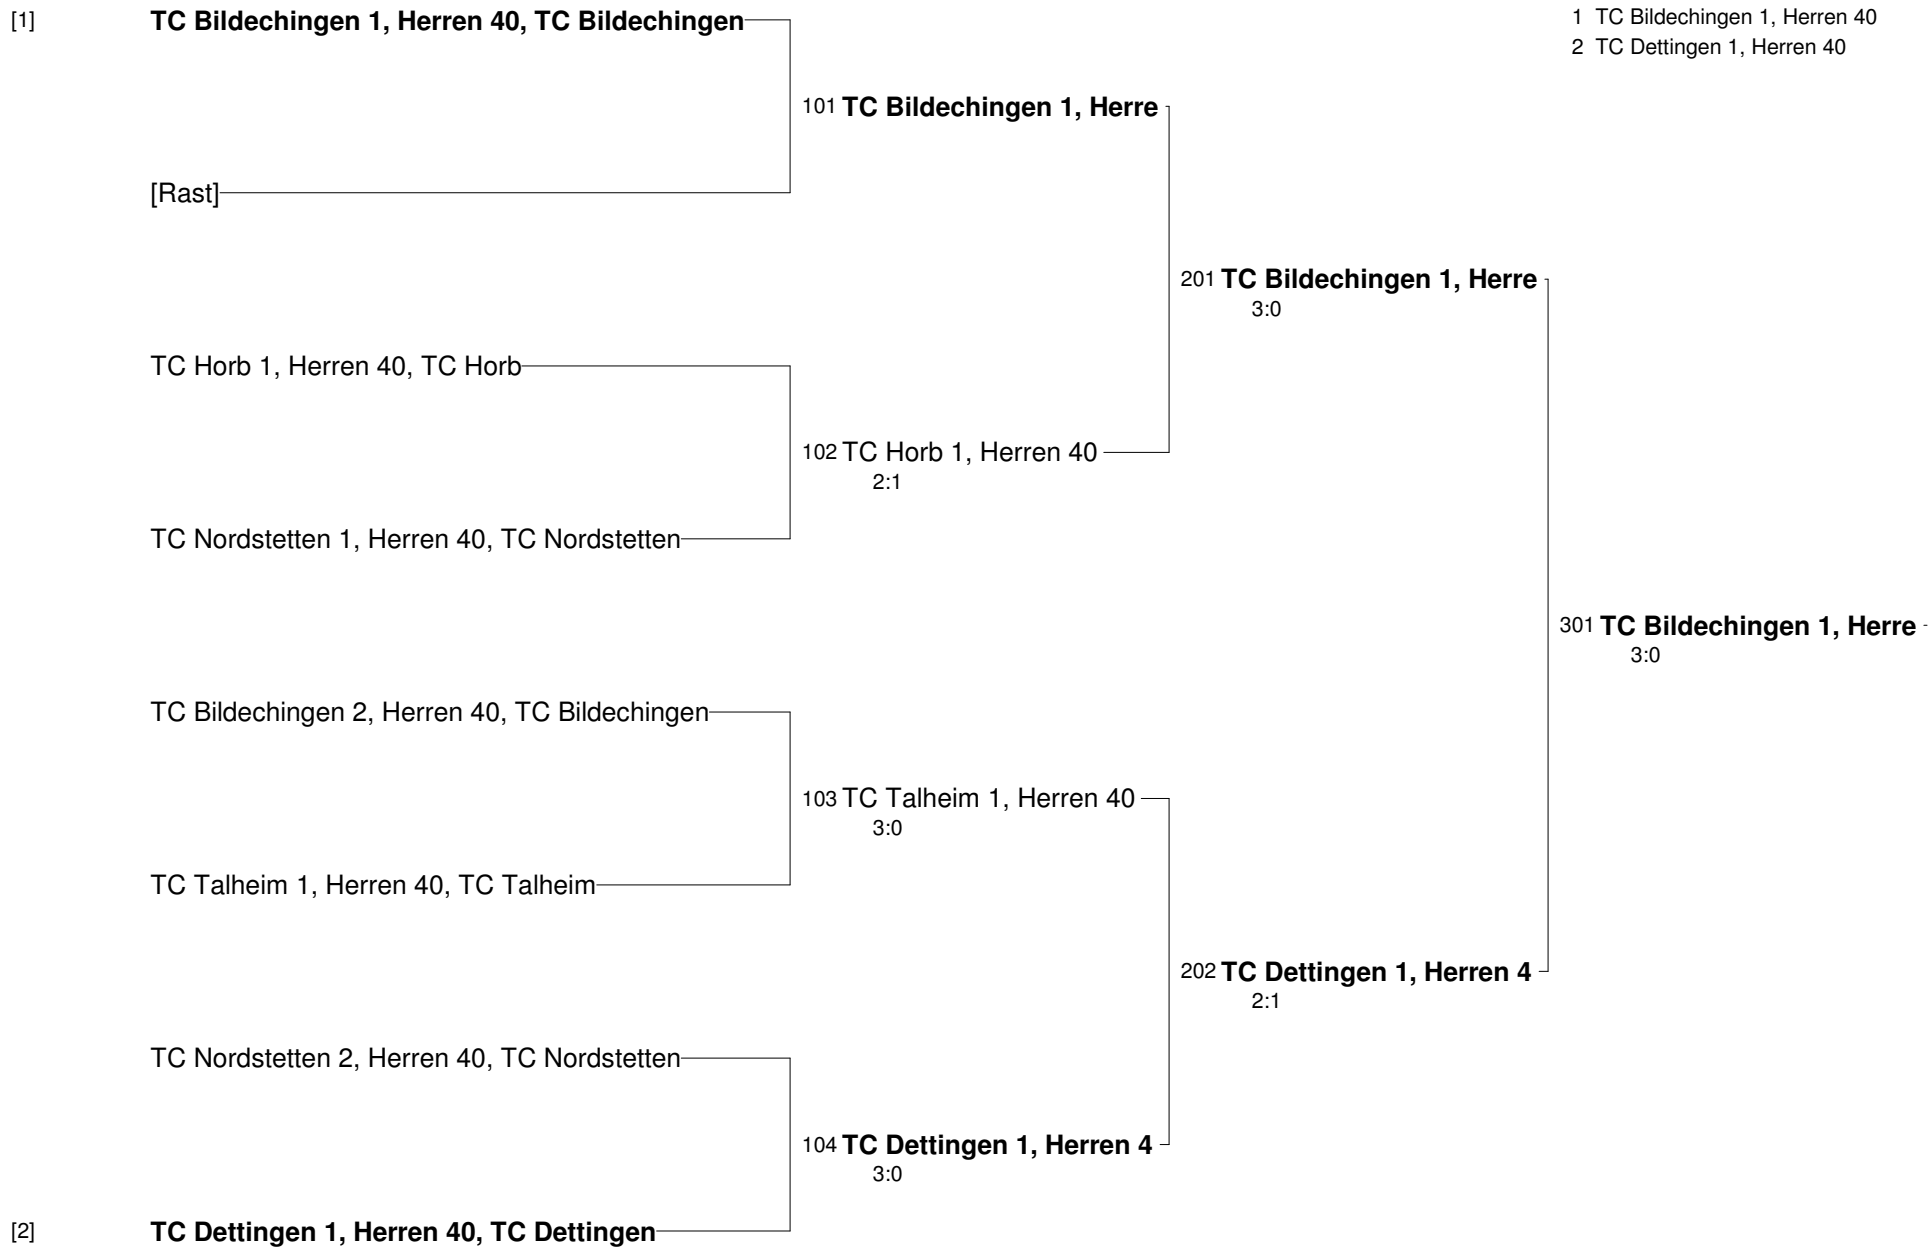 [1] TC Bildechingen 1, Herren 40, TC Bildechingen
1 TC Bildechingen 1, Herren 40
2 TC Dettingen 1, Herren 40
101 TC Bildechingen 1, Herre
[Rast]
201 TC Bildechingen 1, Herre
3:0
TC Horb 1, Herren 40, TC Horb
102 TC Horb 1, Herren 40
2:1
TC Nordstetten 1, Herren 40, TC Nordstetten
301 TC Bildechingen 1, Herre
3:0
TC Bildechingen 2, Herren 40, TC Bildechingen
103 TC Talheim 1, Herren 40
3:0
TC Talheim 1, Herren 40, TC Talheim
202 TC Dettingen 1, Herren 4
2:1
TC Nordstetten 2, Herren 40, TC Nordstetten
104 TC Dettingen 1, Herren 4
3:0
[2] TC Dettingen 1, Herren 40, TC Dettingen